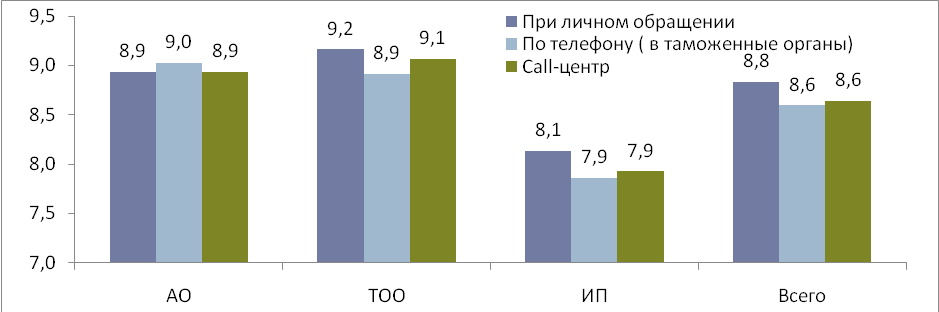 9,5
9,0
8,5
8,0
7,5
7,0
8,9 9,0 8,9
9,2 8,9 9,1
8,1 7,9 7,9
8,8 8,6 8,6
АО ТОО ИП Всего
При личном обращении
По телефону ( в таможенные органы)
Call-центр